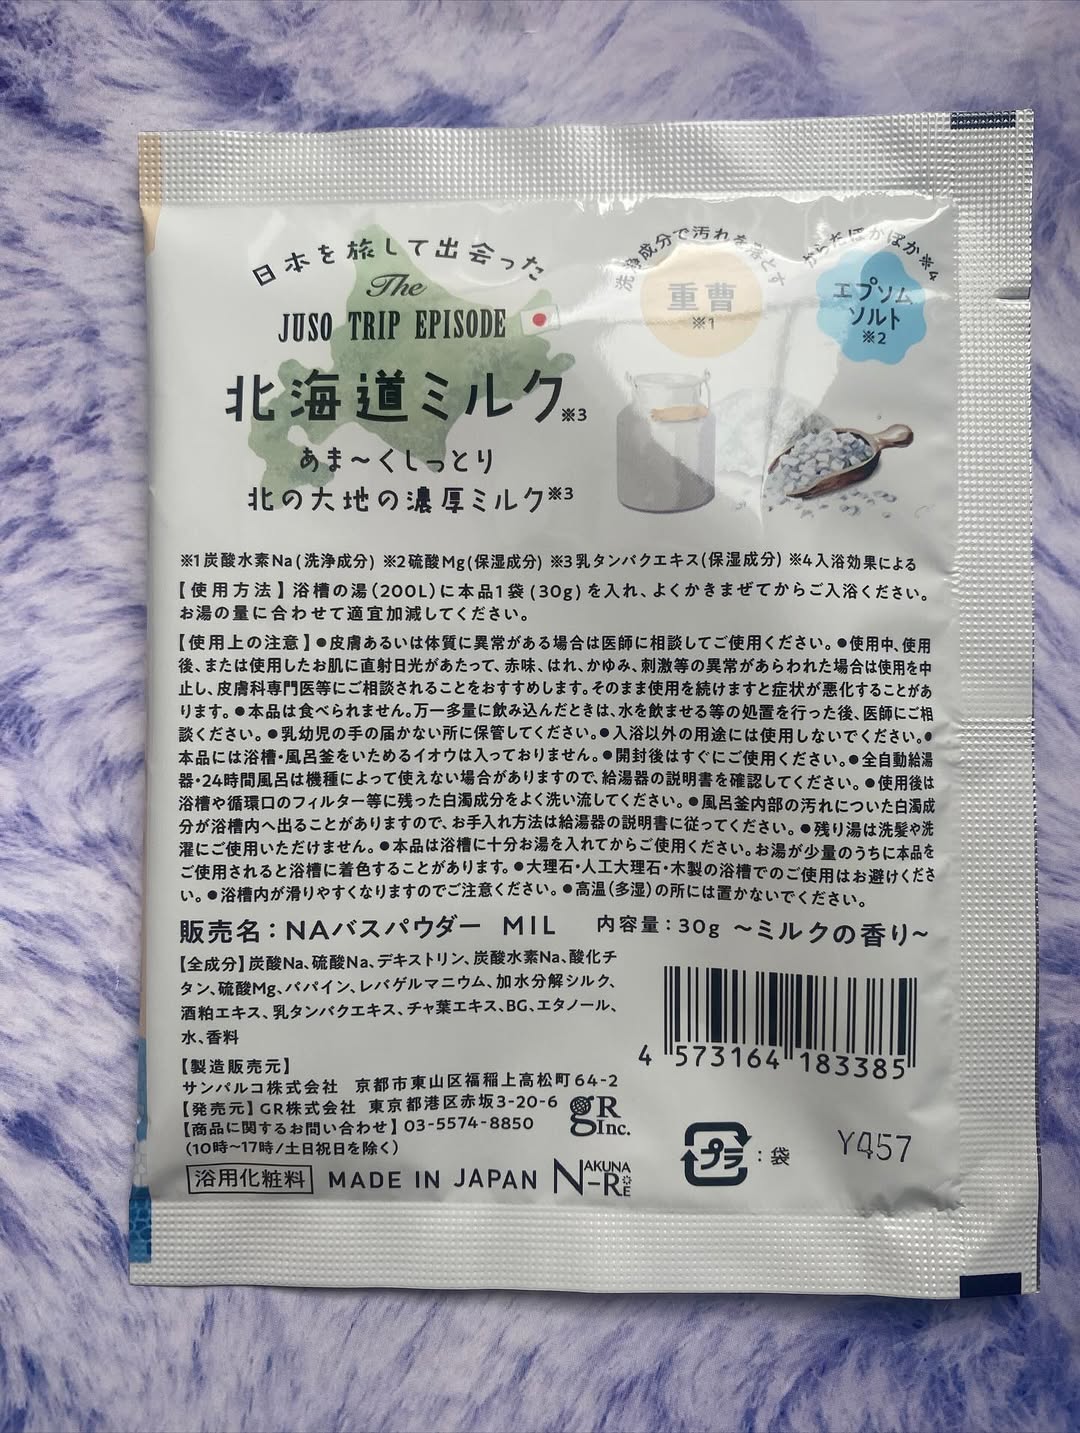 日本を旅して出会った
The
JUSO TRIP EPISODE
北海道ミルク※3
あま〜くしっとり
北の大地の濃厚ミルク※3
洗浄成分で汚れを落とす
重曹
※1
からだぽかぽか※4
エプソム
ソルト
※2
※1炭酸水素Na(洗浄成分) ※2硫酸Mg(保湿成分) ※3乳タンパクエキス(保湿成分) ※4入浴効果による
【使用方法】浴槽の湯(200L)に本品1袋(30g)を入れ、よくかきまぜてからご入浴ください。
お湯の量に合わせて適宜加減してください。
【使用上の注意】●皮膚あるいは体質に異常がある場合は医師に相談してご使用ください。●使用中、使用
後、または使用したお肌に直射日光があたって、赤味、はれ、かゆみ、刺激等の異常があらわれた場合は使用を中
止し、皮膚科専門医等にご相談されることをおすすめします。そのまま使用を続けますと症状が悪化することがあ
ります。●本品は食べられません。万一多量に飲み込んだときは、水を飲ませる等の処置を行った後、医師にご相
談ください。●乳幼児の手の届かない所に保管してください。●入浴以外の用途には使用しないでください。●
本品には浴槽・風呂釜をいためるイオウは入っておりません。●開封後はすぐにご使用ください。●全自動給湯
器・24時間風呂は機種によって使えない場合がありますので、給湯器の説明書を確認してください。●使用後は
浴槽や循環口のフィルター等に残った白濁成分をよく洗い流してください。●風呂釜内部の汚れについた白濁成
分が浴槽内へ出ることがありますので、お手入れ方法は給湯器の説明書に従ってください。●残り湯は洗髪や洗
濯にご使用いただけません。●本品は浴槽に十分お湯を入れてからご使用ください。お湯が少量のうちに本品を
ご使用されると浴槽に着色することがあります。●大理石・人工大理石・木製の浴槽でのご使用はお避けくださ
い。●浴槽内が滑りやすくなりますのでご注意ください。●高温(多湿)の所には置かないでください。
販売名：NAバスパウダー MIL 内容量：30g 〜ミルクの香り〜
【全成分】炭酸Na、硫酸Na、デキストリン、炭酸水素Na、酸化チ
タン、硫酸Mg、パパイン、レパゲルマニウム、加水分解シルク、
酒粕エキス、乳タンパクエキス、チャ葉エキス、BG、エタノール、
水、香料
4 573164 183385
【製造販売元】
サンパルコ株式会社 京都市東山区福稲上高松町64-2
【発売元】GR株式会社 東京都港区赤坂3-20-6
【商品に関するお問い合わせ】03-5574-8850
(10時〜17時/土日祝日を除く)
gR
Inc.
浴用化粧料 MADE IN JAPAN NAKUNA-RE
プラ：袋
Y457